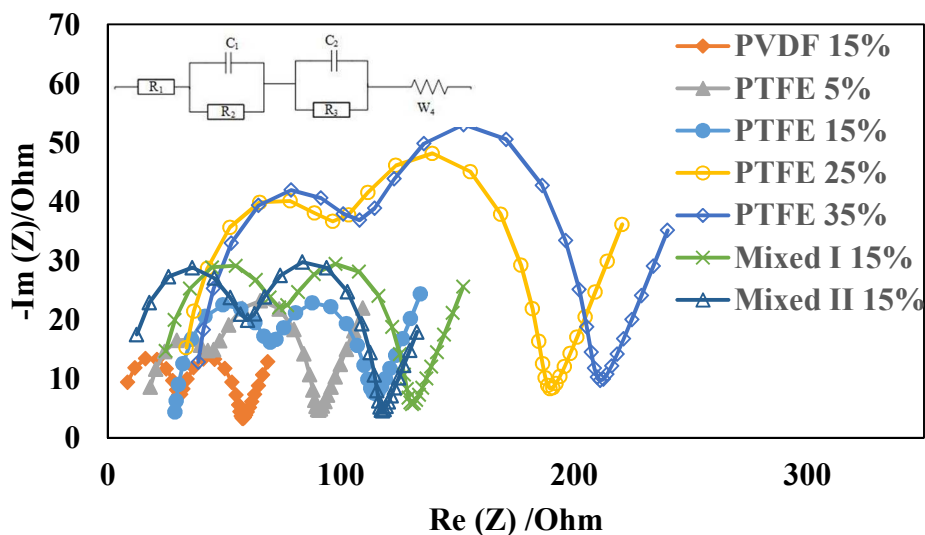 70
60
50
40
30
20
10
0
-Im (Z)/Ohm
C1
C2
R1
R2
R3
W4
PVDF 15%
PTFE 5%
PTFE 15%
PTFE 25%
PTFE 35%
Mixed I 15%
Mixed II 15%
0 100 200 300
Re (Z) /Ohm